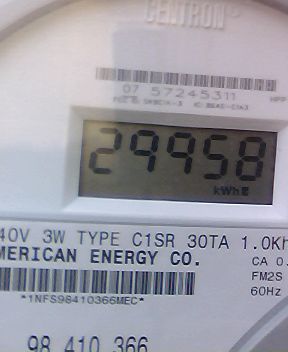 CENTRON®
07 57245311
29958
kWh
40V 3W TYPE C1SR 30TA 1.0Kh
MERICAN ENERGY CO.
CA 0.
FM2S
60Hz
*1NFS98410366MEC*
98 410 366